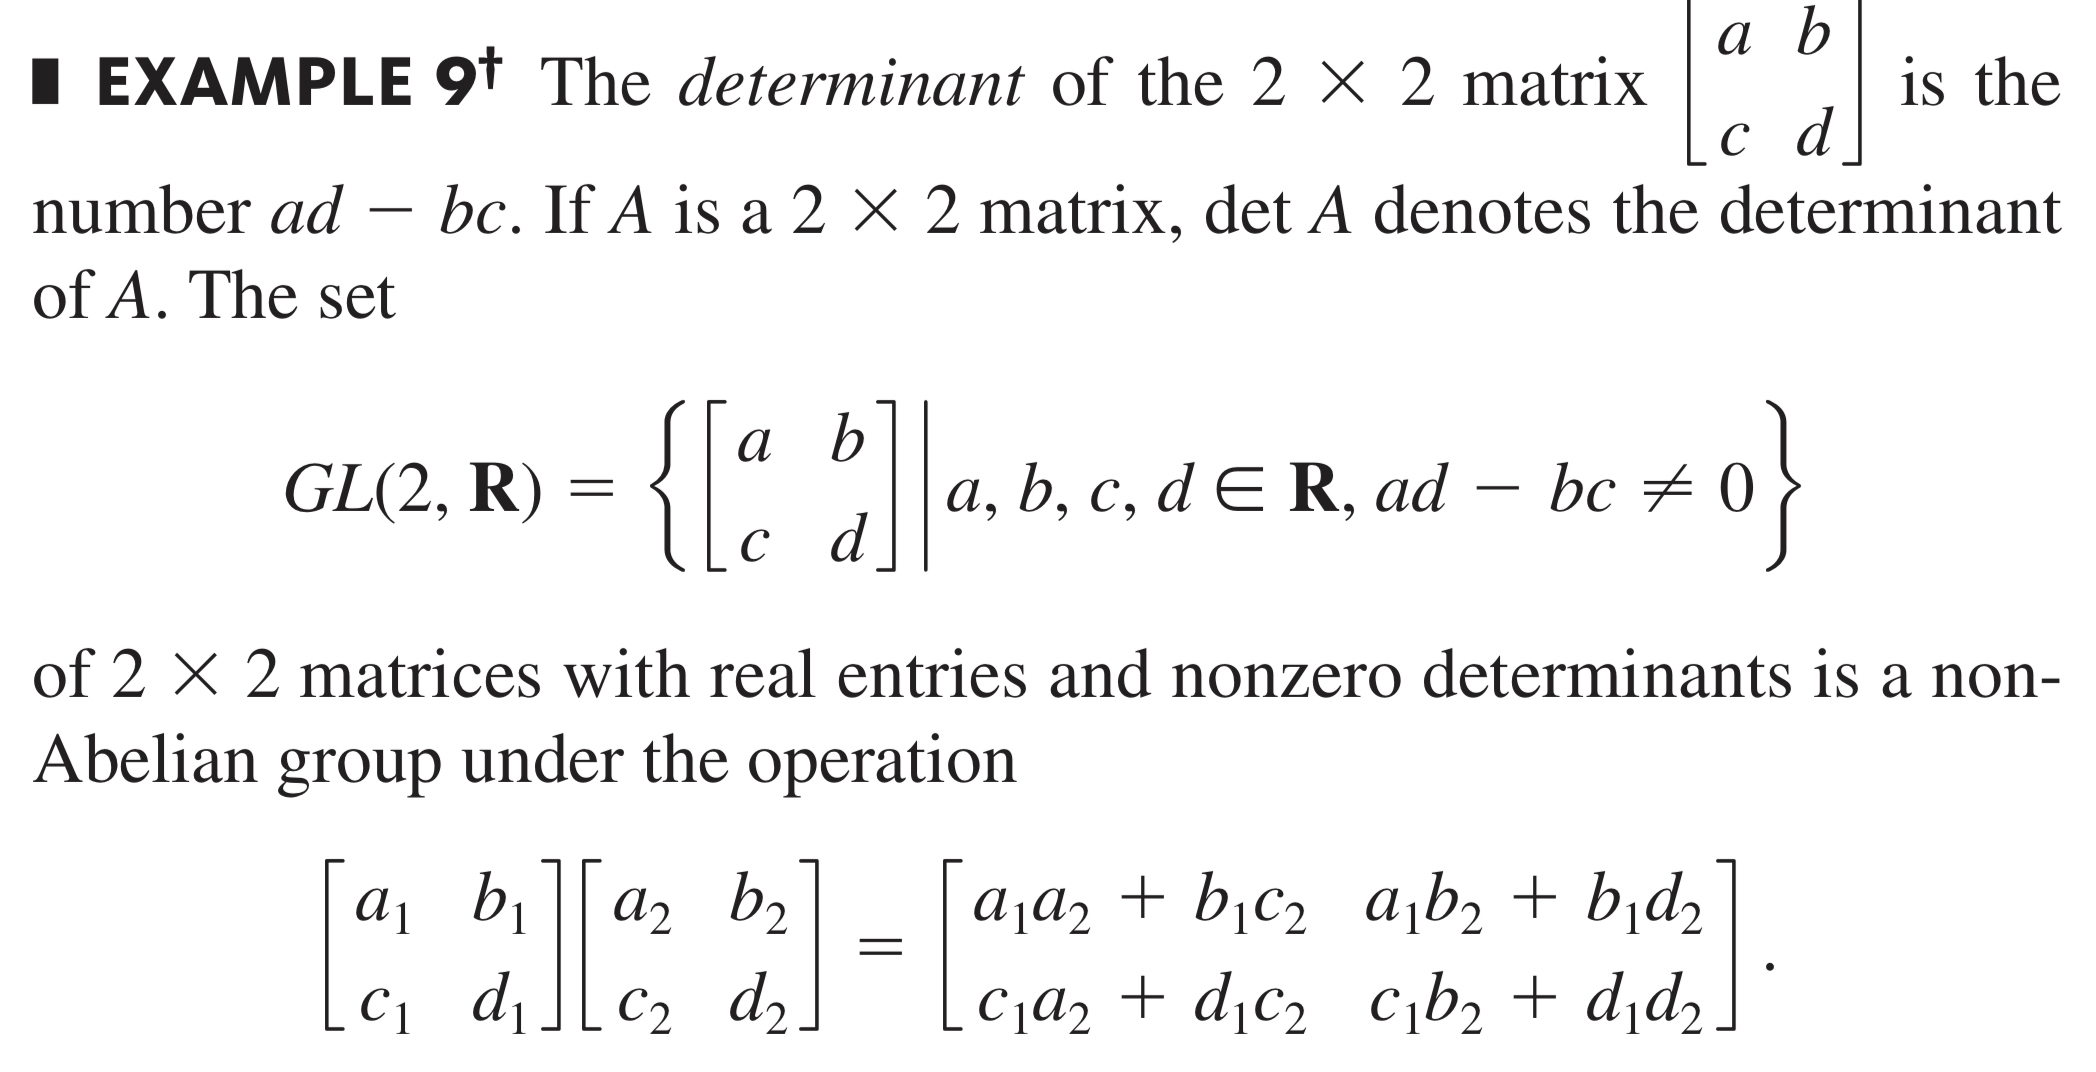 ❚ EXAMPLE 9† The determinant of the 2 × 2 matrix [a b; c d] is the
number ad − bc. If A is a 2 × 2 matrix, det A denotes the determinant
of A. The set
GL(2, R) = {[a b; c d] | a, b, c, d ∈ R, ad − bc ≠ 0}
of 2 × 2 matrices with real entries and nonzero determinants is a non-
Abelian group under the operation
[a₁ b₁; c₁ d₁][a₂ b₂; c₂ d₂] = [a₁a₂ + b₁c₂ a₁b₂ + b₁d₂; c₁a₂ + d₁c₂ c₁b₂ + d₁d₂].